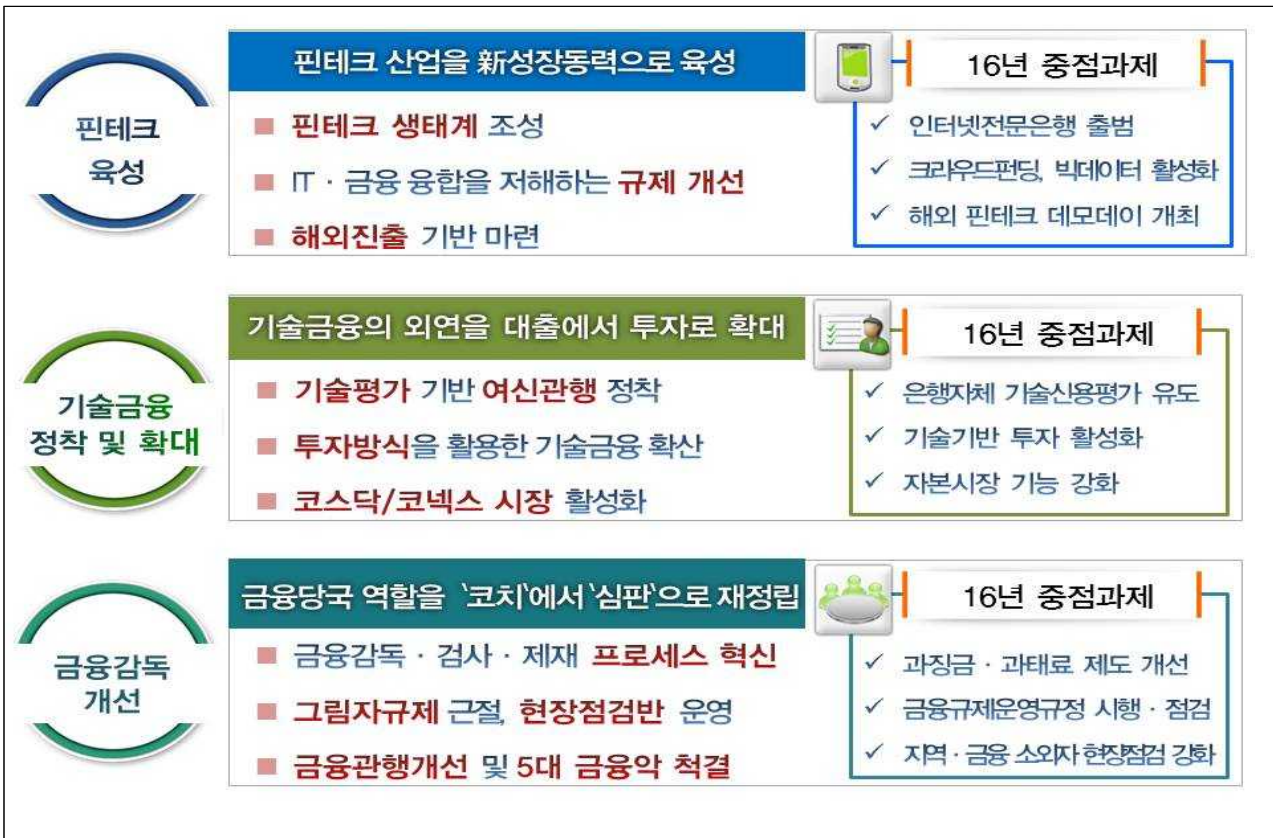 핀테크
육성
핀테크 산업을 新성장동력으로 육성
■ 핀테크 생태계 조성
■ IT · 금융 융합을 저해하는 규제 개선
■ 해외진출 기반 마련
16년 중점과제
✓ 인터넷전문은행 출범
✓ 크라우드펀딩, 빅데이터 활성화
✓ 해외 핀테크 데모데이 개최
기술금융
정착 및 확대
기술금융의 외연을 대출에서 투자로 확대
■ 기술평가 기반 여신관행 정착
■ 투자방식을 활용한 기술금융 확산
■ 코스닥/코넥스 시장 활성화
16년 중점과제
✓ 은행자체 기술신용평가 유도
✓ 기술기반 투자 활성화
✓ 자본시장 기능 강화
금융감독
개선
금융당국 역할을 '코치'에서 '심판'으로 재정립
■ 금융감독 · 검사 · 제재 프로세스 혁신
■ 그림자규제 근절, 현장점검반 운영
■ 금융관행개선 및 5대 금융악 척결
16년 중점과제
✓ 과징금 · 과태료 제도 개선
✓ 금융규제운영규정 시행 · 점검
✓ 지역 · 금융 소외자 현장점검 강화